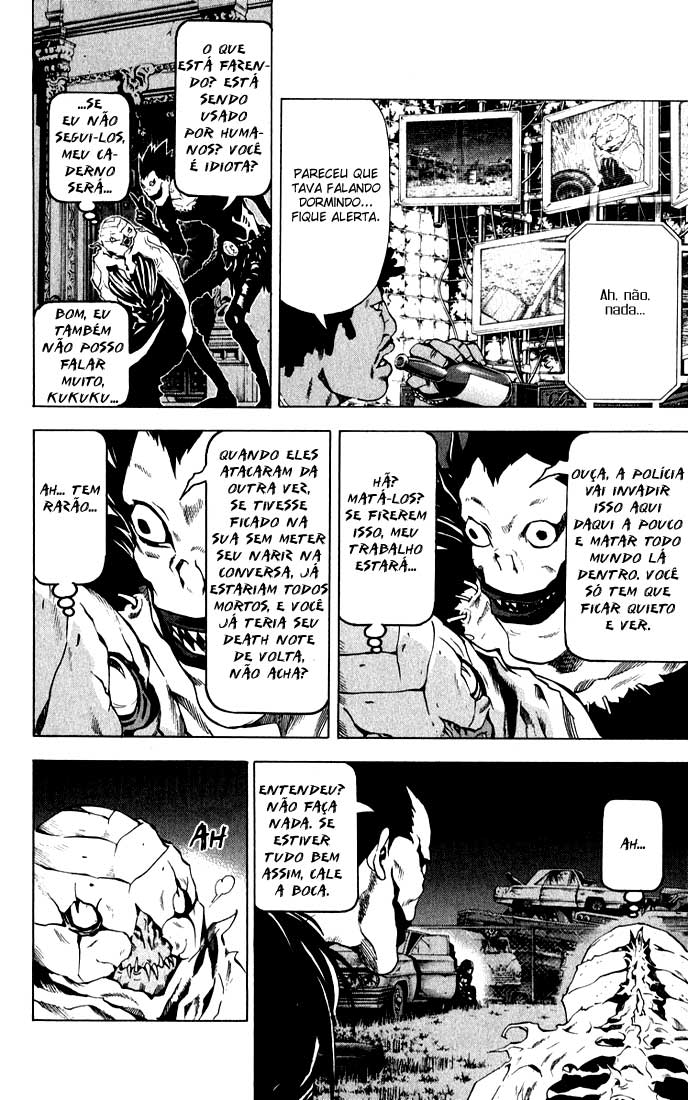 Ah, não,
nada...
PARECEU QUE
TAVA FALANDO
DORMINDO...
FIQUE ALERTA.
O QUE
ESTÁ FAZEN-
DO? ESTÁ
SENDO
USADO
POR HUMA-
NOS? VOCÊ
É IDIOTA?
...SE
EU NÃO
SEGUI-LOS,
MEU CA-
DERNO
SERÁ...
BOM, EU
TAMBÉM
NÃO POSSO
FALAR
MUITO,
KUKUKU...
OUÇA, A POLÍCIA
VAI INVADIR
ISSO AQUI
DAQUI A POUCO
E MATAR TODO
MUNDO LÁ
DENTRO. VOCÊ
SÓ TEM QUE
FICAR QUIETO
E VER.
HÃ?
MATÁ-LOS?
SE FIZEREM
ISSO, MEU
TRABALHO
ESTARÁ...
QUANDO ELES
ATACARAM DA
OUTRA VEZ,
SE TIVESSE
FICADO NA
SUA SEM METER
SEU NARIZ NA
CONVERSA, JÁ
ESTARIAM TODOS
MORTOS, E VOCÊ
JÁ TERIA SEU
DEATH NOTE
DE VOLTA,
NÃO ACHA?
AH... TEM
RAZÃO...
AH...
ENTENDEU?
NÃO FAÇA
NADA. SE
ESTIVER
TUDO BEM
ASSIM, CALE
A BOCA.
AH